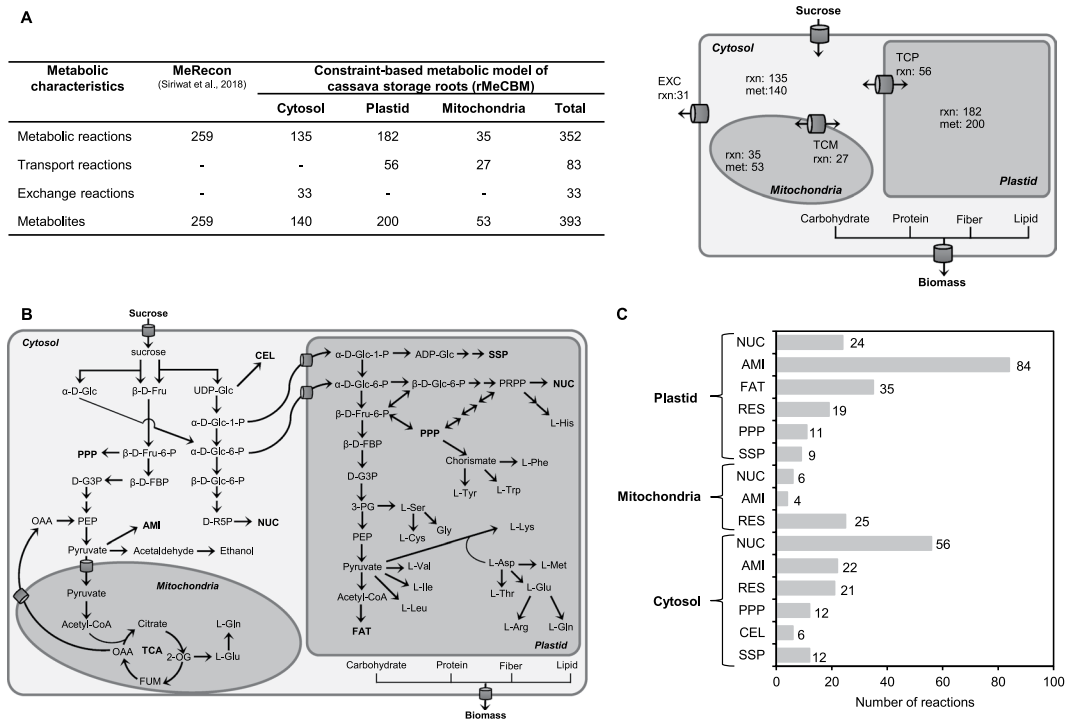 A
Metabolic characteristics
MeRecon
(Siriwat et al., 2018)
Constraint-based metabolic model of cassava storage roots (rMeCBM)
Cytosol Plastid Mitochondria Total
Metabolic reactions 259 135 182 35 352
Transport reactions - - 56 27 83
Exchange reactions - 33 - - 33
Metabolites 259 140 200 53 393
Sucrose
Cytosol
EXC
rxn:31
rxn: 135
met:140
TCP
rxn: 56
rxn: 182
met: 200
TCM
rxn: 27
rxn: 35
met: 53
Mitochondria
Plastid
Carbohydrate Protein Fiber Lipid
Biomass
B
Sucrose
Cytosol
sucrose
CEL
α-D-Glc β-D-Fru UDP-Glc
α-D-Glc-1-P
PPP β-D-Fru-6-P α-D-Glc-6-P
D-G3P β-D-FBP β-D-Glc-6-P
OAA PEP AMI D-R5P NUC
Pyruvate Acetaldehyde Ethanol
Mitochondria
Pyruvate
Acetyl-CoA Citrate L-Gln
OAA TCA 2-OG L-Glu
FUM
α-D-Glc-1-P ADP-Glc SSP
α-D-Glc-6-P β-D-Glc-6-P PRPP NUC
β-D-Fru-6-P PPP L-His
β-D-FBP
Chorismate L-Phe
D-G3P
L-Tyr L-Trp
3-PG L-Ser
L-Cys Gly
PEP L-Lys
Pyruvate L-Val L-Asp L-Met
L-Ile L-Thr L-Glu
Acetyl-CoA L-Leu
FAT L-Arg L-Gln
Plastid
Carbohydrate Protein Fiber Lipid
Biomass
C
Plastid
NUC 24
AMI 84
FAT 35
RES 19
PPP 11
SSP 9
Mitochondria
NUC 6
AMI 4
RES 25
Cytosol
NUC 56
AMI 22
RES 21
PPP 12
CEL 6
SSP 12
0 20 40 60 80 100
Number of reactions